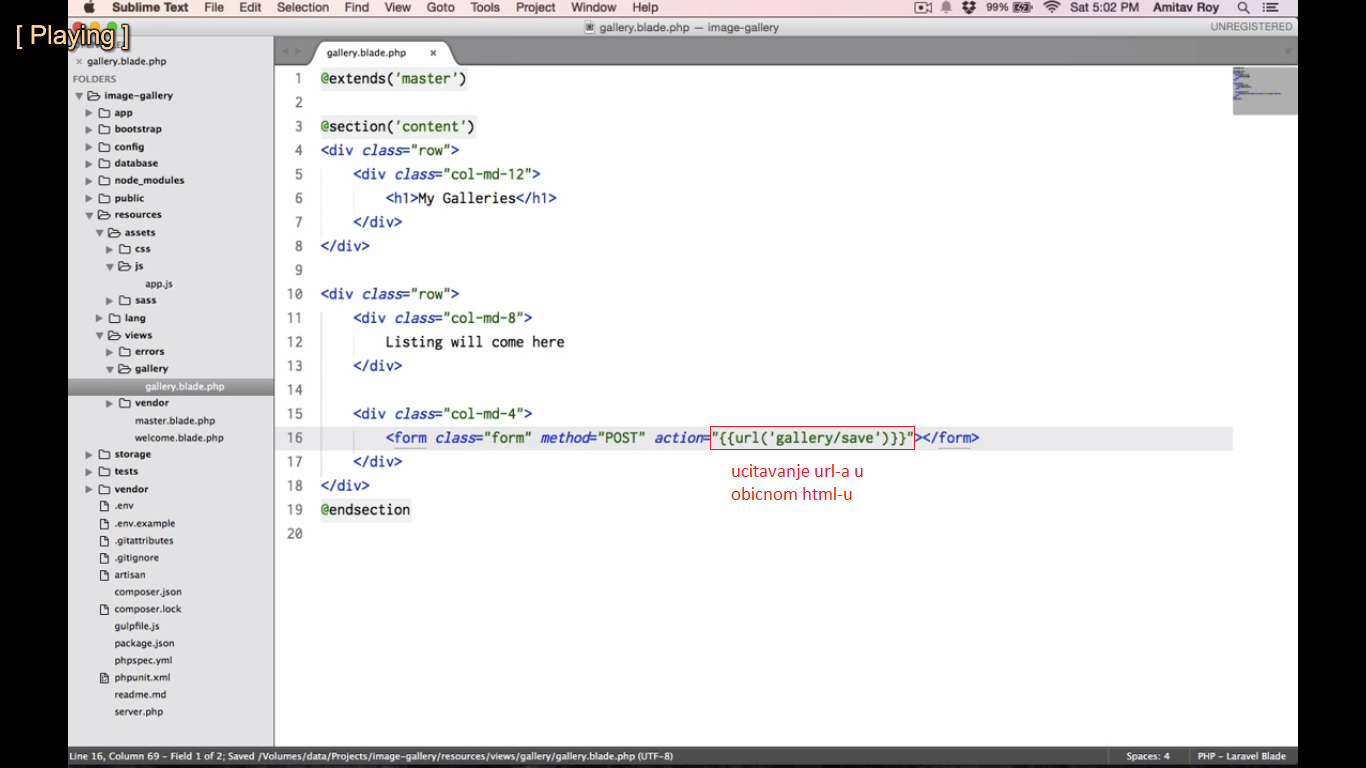 Sublime Text File Edit Selection Find View Goto Tools Project Window Help 99% Sat 5:02 PM Amitav Roy
[ Playing ]
gallery.blade.php — image-gallery
UNREGISTERED
gallery.blade.php
FOLDERS
image-gallery
app
bootstrap
config
database
node_modules
public
resources
assets
css
js
app.js
sass
lang
views
errors
gallery
gallery.blade.php
vendor
master.blade.php
welcome.blade.php
storage
tests
vendor
.env
.env.example
.gitattributes
.gitignore
artisan
composer.json
composer.lock
gulpfile.js
package.json
phpspec.yml
phpunit.xml
readme.md
server.php
gallery.blade.php
1 @extends('master')
2
3 @section('content')
4 <div class="row">
5 <div class="col-md-12">
6 <h1>My Galleries</h1>
7 </div>
8 </div>
9
10 <div class="row">
11 <div class="col-md-8">
12 Listing will come here
13 </div>
14
15 <div class="col-md-4">
16 <form class="form" method="POST" action="{{url('gallery/save')}}"></form>
17 </div>
18 </div>
19 @endsection
20
ucitavanje url-a u
obicnom html-u
Line 16, Column 69 – Field 1 of 2; Saved /Volumes/data/Projects/image-gallery/resources/views/gallery/gallery.blade.php (UTF-8)
Spaces: 4
PHP – Laravel Blade